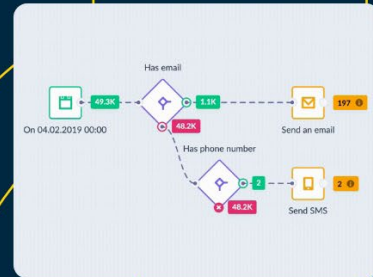 Has email
49.3K
1.1K
197
48.2K
On 04.02.2019 00:00
Send an email
Has phone number
2
2
48.2K
Send SMS